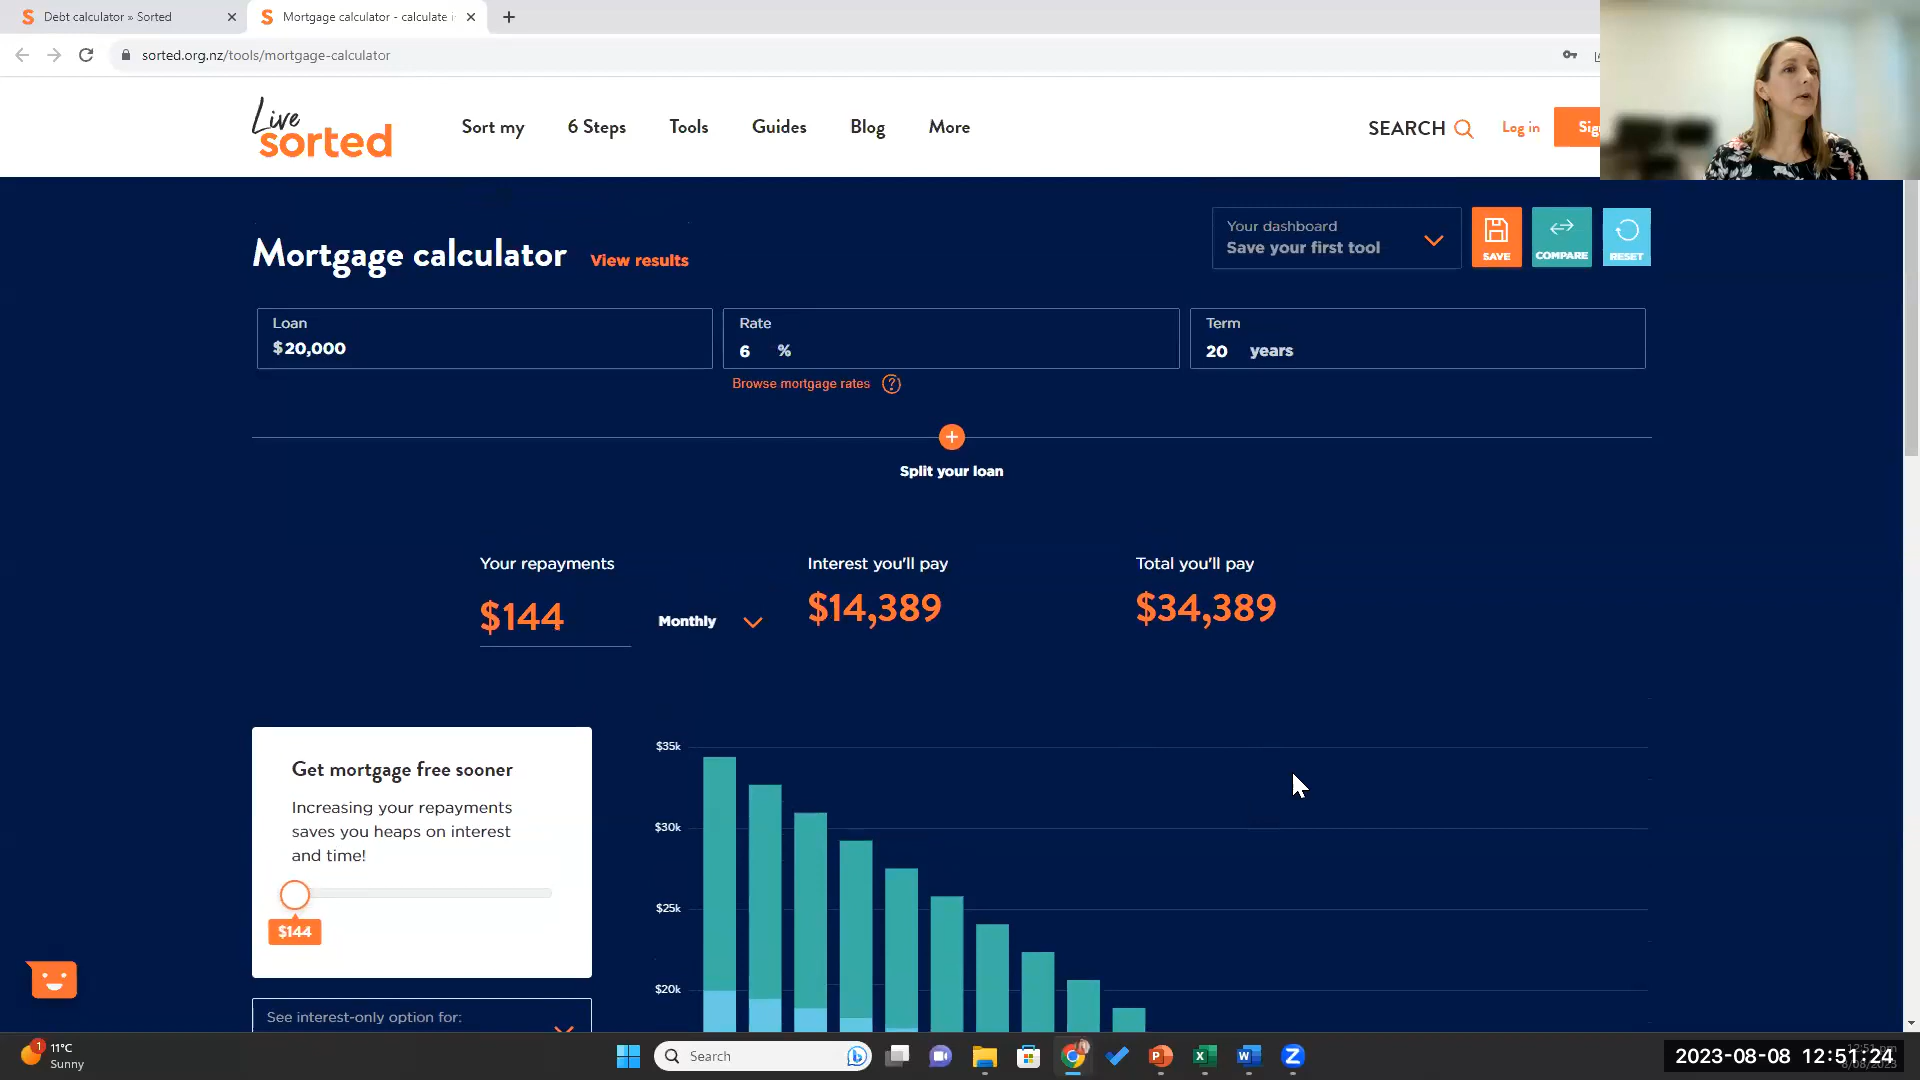 Debt calculator » Sorted
Mortgage calculator - calculate
sorted.org.nz/tools/mortgage-calculator
Live sorted
Sort my
6 Steps
Tools
Guides
Blog
More
SEARCH
Log in
Mortgage calculator
View results
Your dashboard
Save your first tool
SAVE
COMPARE
RESET
Loan
$20,000
Rate
6 %
Term
20 years
Browse mortgage rates ?
Split your loan
Your repayments
$144
Monthly
Interest you'll pay
$14,389
Total you'll pay
$34,389
Get mortgage free sooner
Increasing your repayments
saves you heaps on interest
and time!
$144
See interest-only option for:
$35k
$30k
$25k
$20k
1
11°C
Sunny
Search
2023-08-08 12:51:24